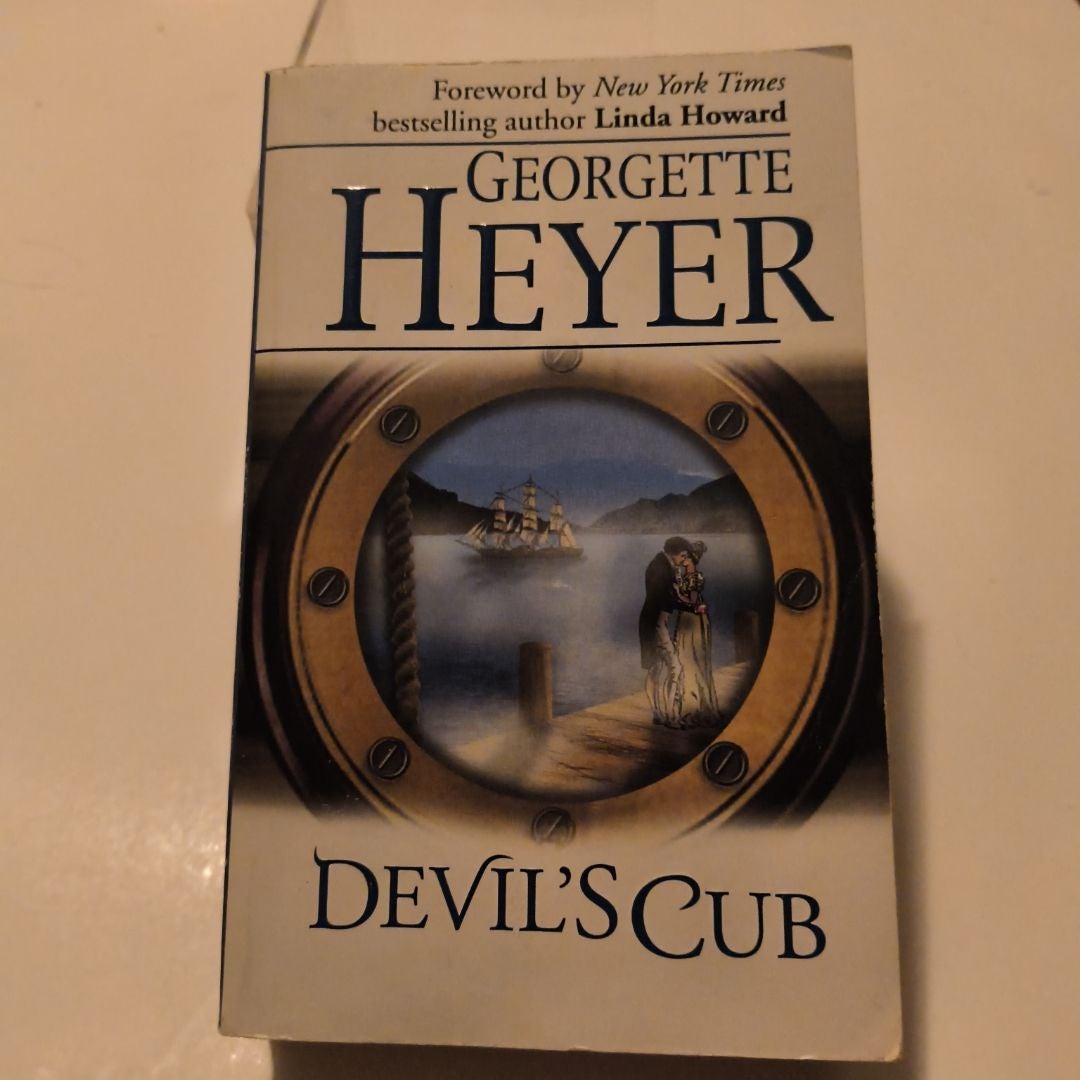 Foreword by New York Times
bestselling author Linda Howard
GEORGETTE
HEYER
DEVIL'S CUB